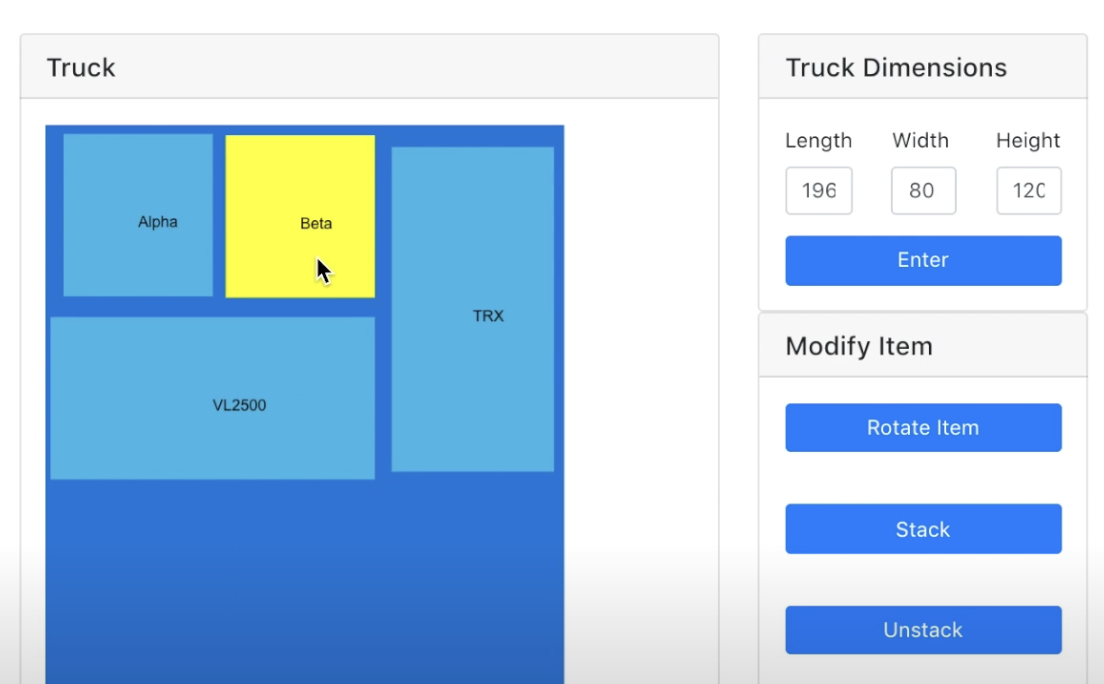 Truck
Alpha
Beta
TRX
VL2500
Truck Dimensions
Length Width Height
196 80 120
Enter
Modify Item
Rotate Item
Stack
Unstack